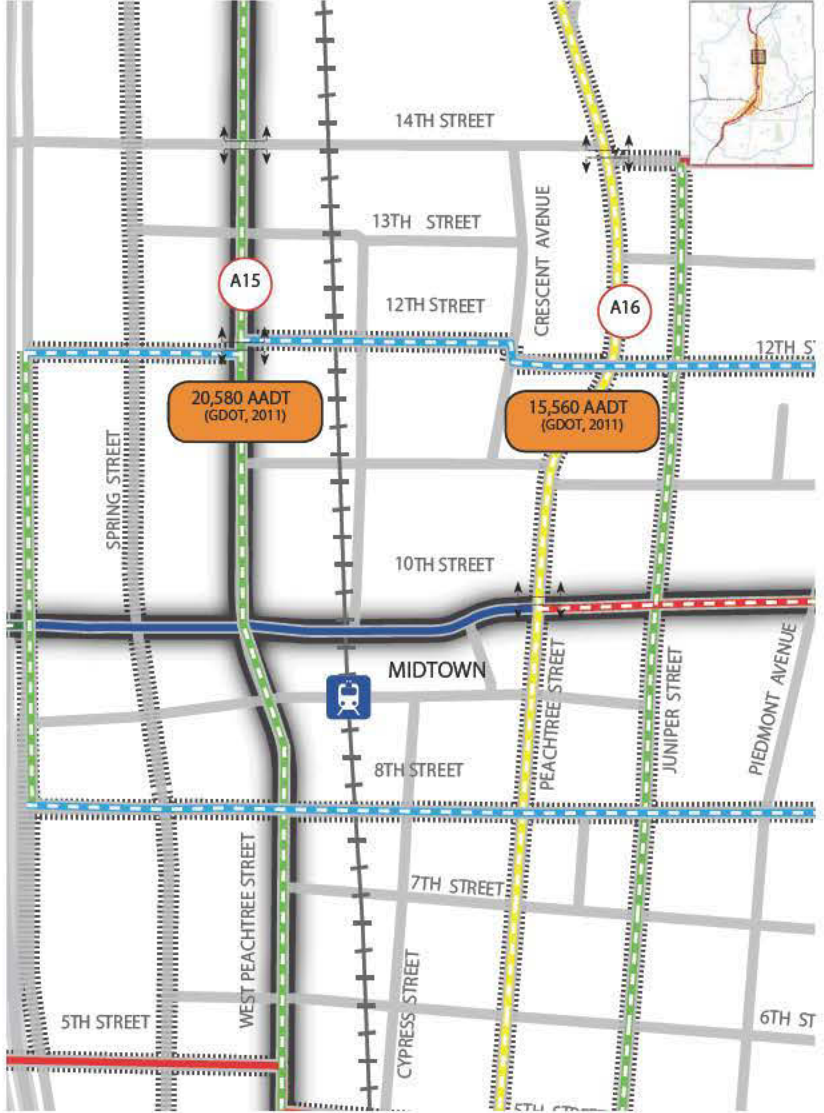 14TH STREET
13TH STREET
CRESCENT AVENUE
A15
12TH STREET
A16
12TH S
20,580 AADT
(GDOT, 2011)
15,560 AADT
(GDOT, 2011)
SPRING STREET
10TH STREET
MIDTOWN
PEACHTREE STREET
JUNIPER STREET
PIEDMONT AVENUE
8TH STREET
WEST PEACHTREE STREET
7TH STREET
CYPRESS STREET
5TH STREET
6TH ST
5TH STREET